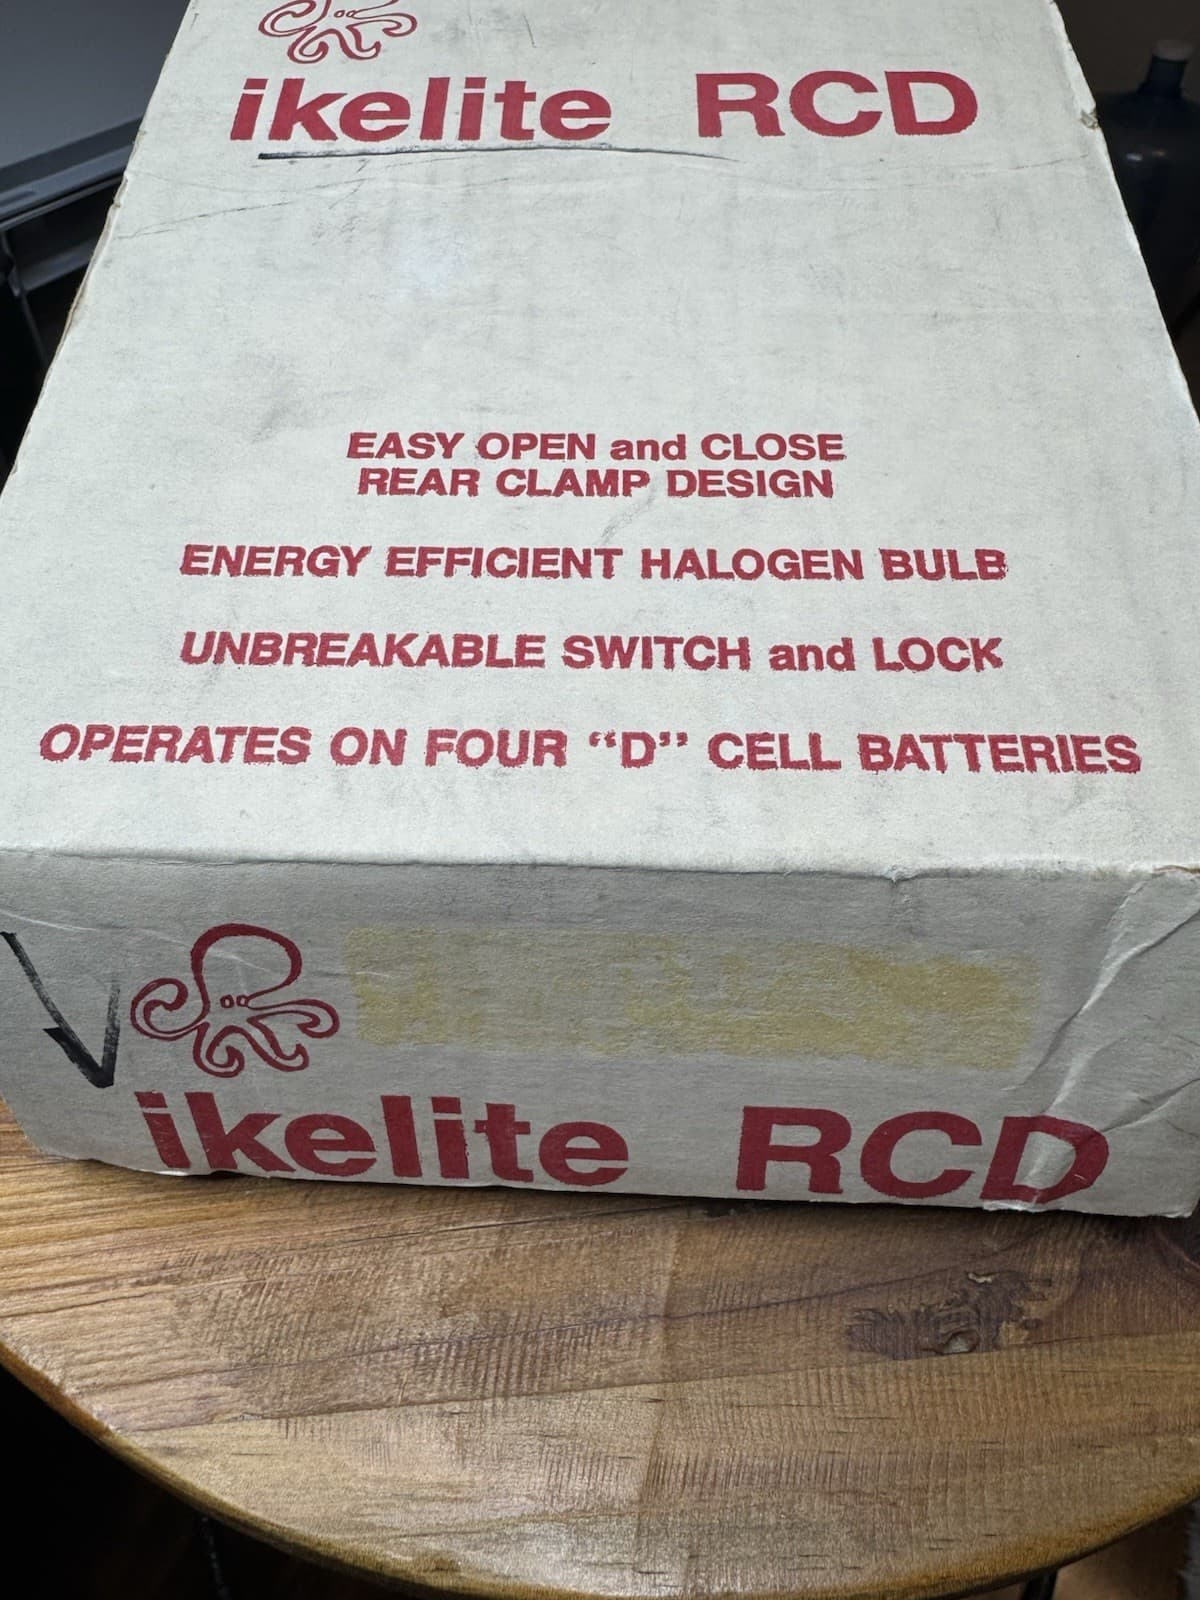 ikelite RCD
EASY OPEN and CLOSE
REAR CLAMP DESIGN
ENERGY EFFICIENT HALOGEN BULB
UNBREAKABLE SWITCH and LOCK
OPERATES ON FOUR “D” CELL BATTERIES
ikelite RCD